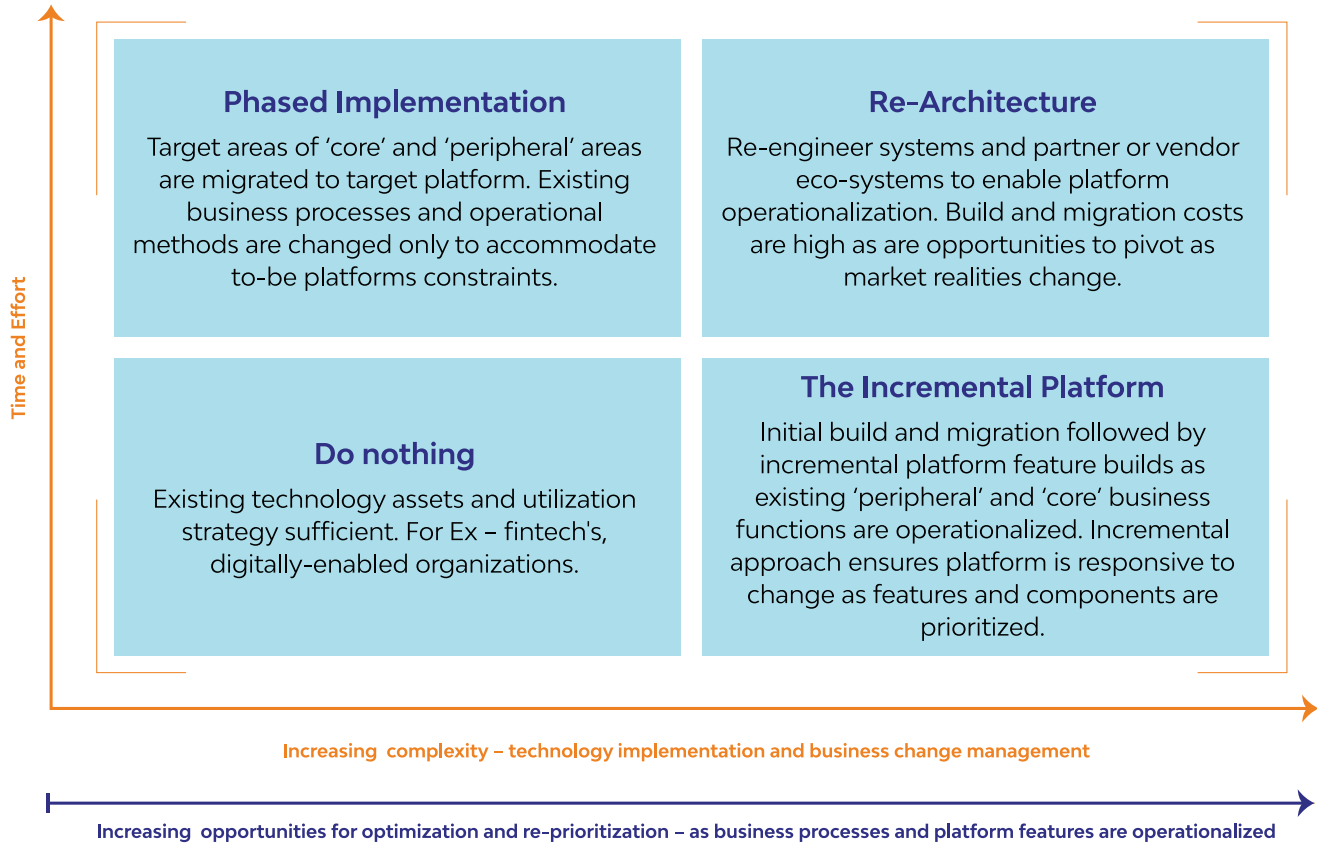 Time and Effort
Phased Implementation
Target areas of ‘core’ and ‘peripheral’ areas
are migrated to target platform. Existing
business processes and operational
methods are changed only to accommodate
to-be platforms constraints.
Re-Architecture
Re-engineer systems and partner or vendor
eco-systems to enable platform
operationalization. Build and migration costs
are high as are opportunities to pivot as
market realities change.
Do nothing
Existing technology assets and utilization
strategy sufficient. For Ex – fintech's,
digitally-enabled organizations.
The Incremental Platform
Initial build and migration followed by
incremental platform feature builds as
existing ‘peripheral’ and ‘core’ business
functions are operationalized. Incremental
approach ensures platform is responsive to
change as features and components are
prioritized.
Increasing complexity – technology implementation and business change management
Increasing opportunities for optimization and re-prioritization – as business processes and platform features are operationalized